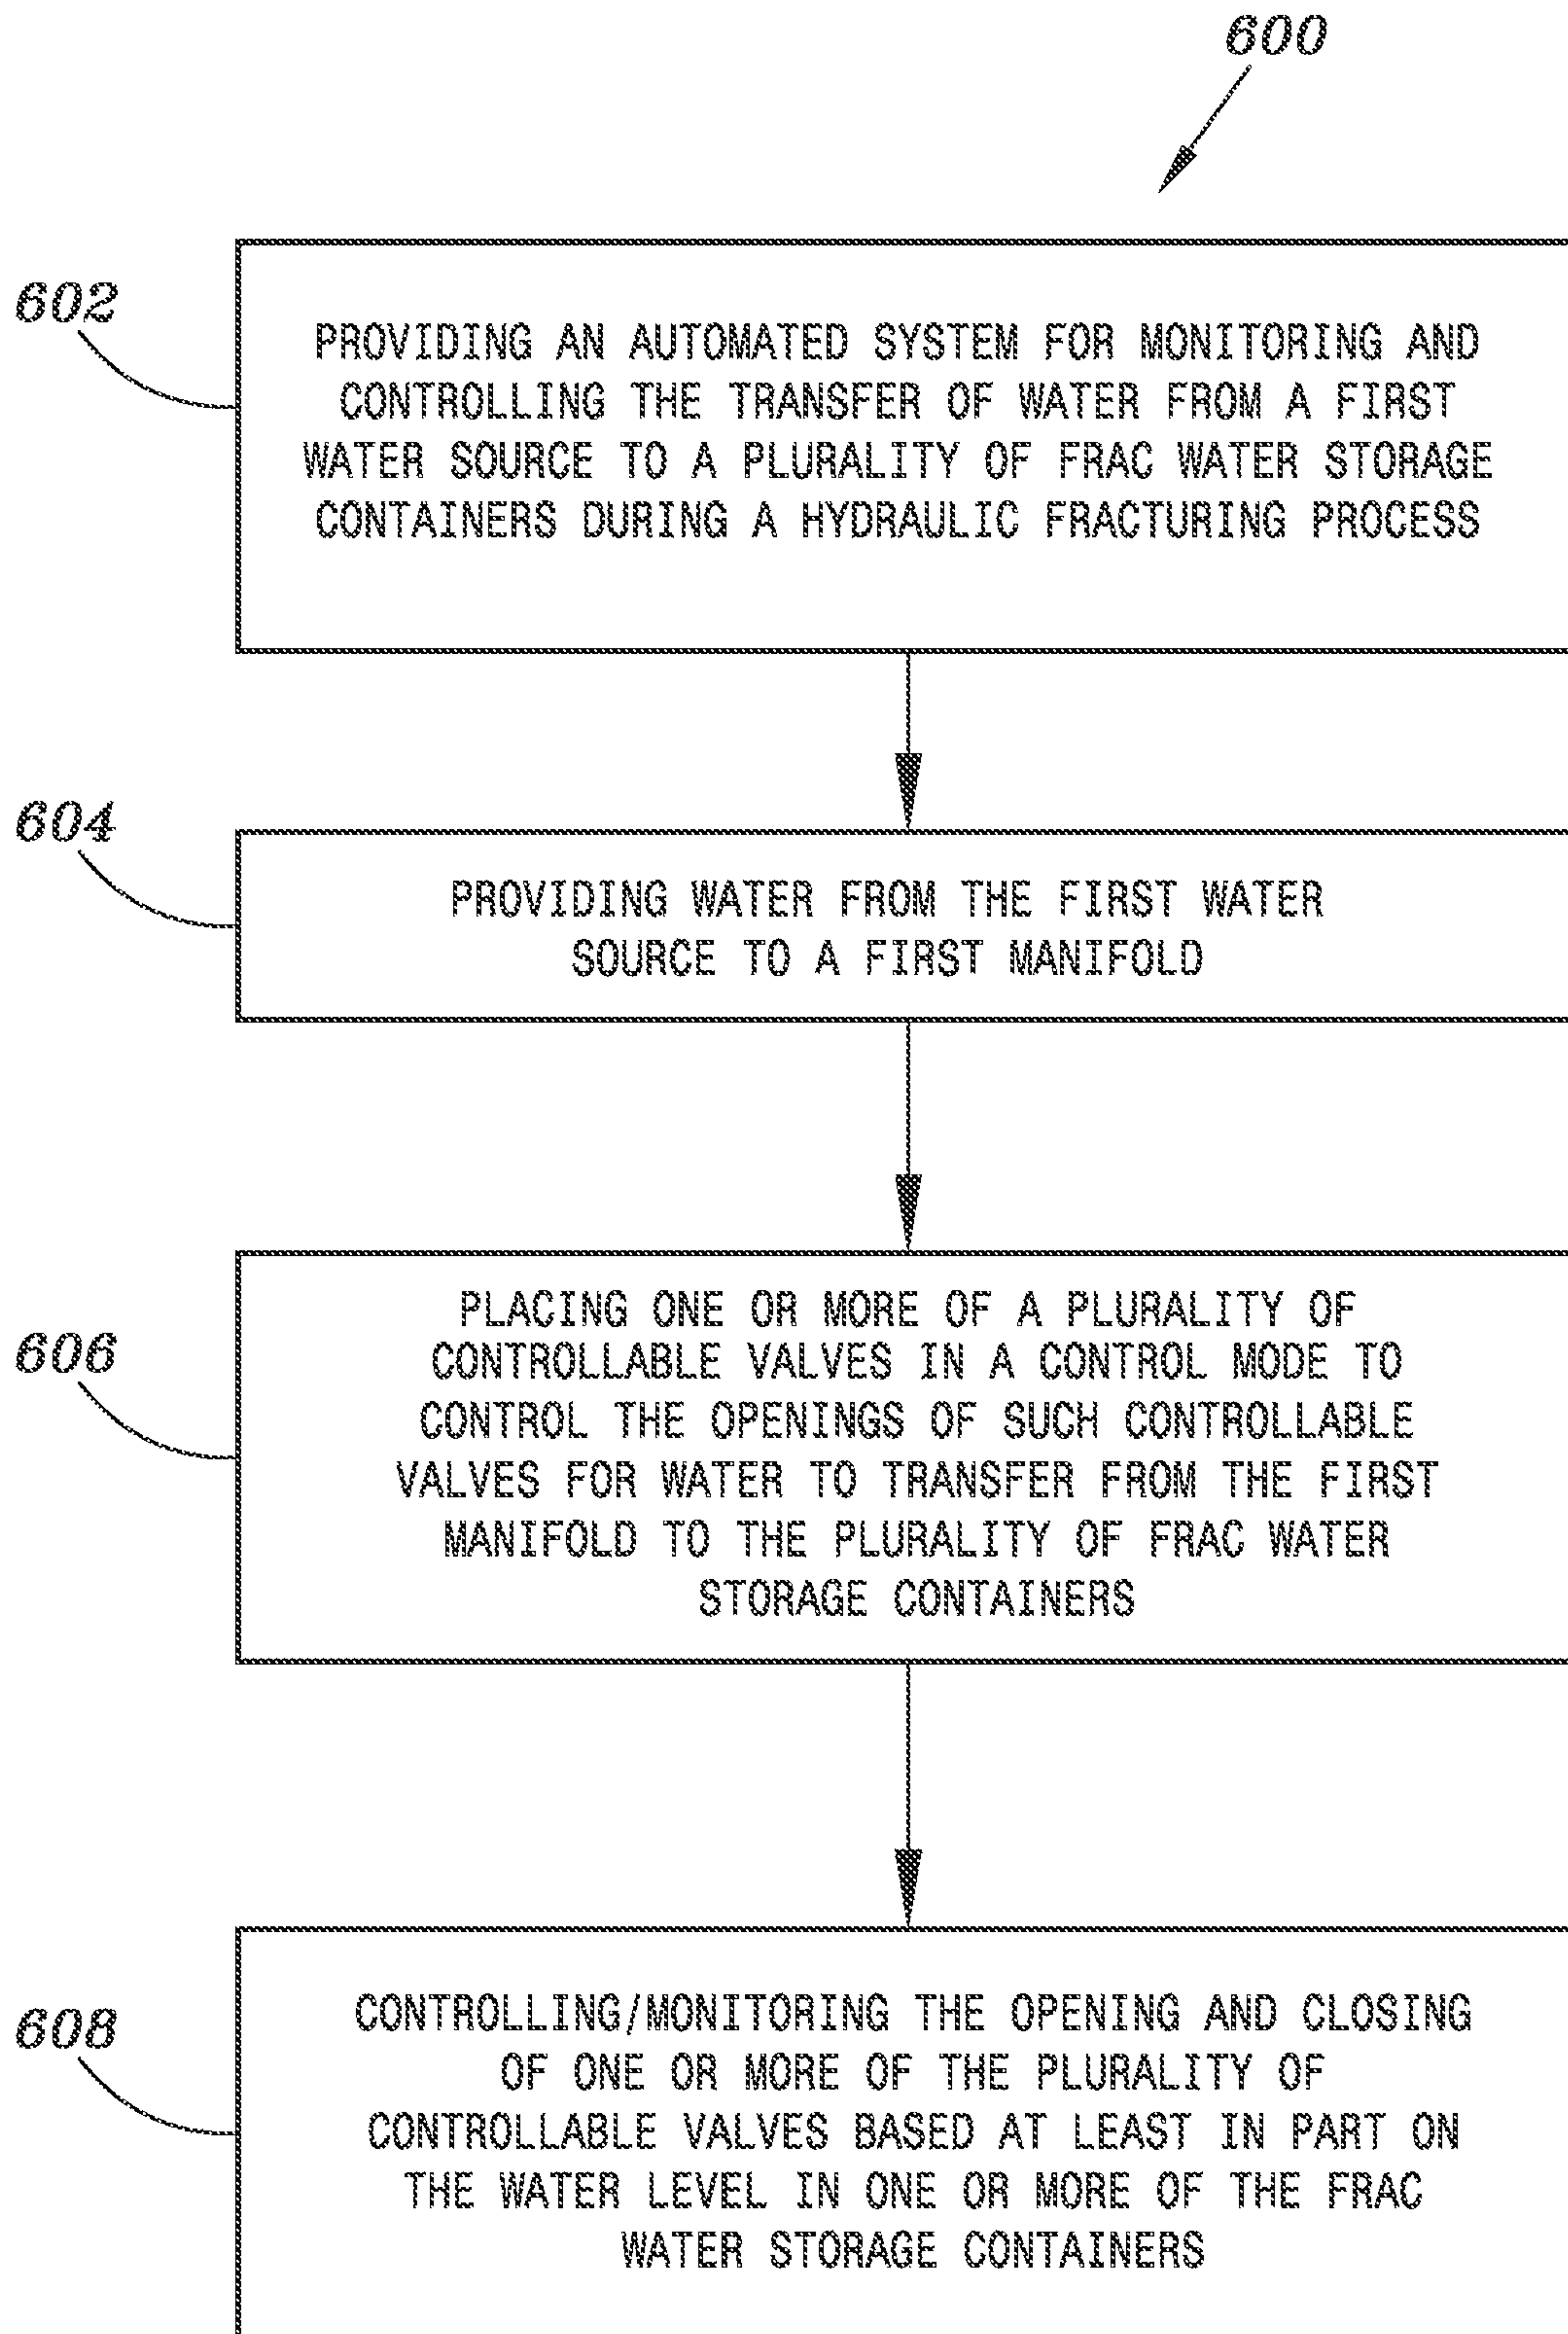 600
602
PROVIDING AN AUTOMATED SYSTEM FOR MONITORING AND
CONTROLLING THE TRANSFER OF WATER FROM A FIRST
WATER SOURCE TO A PLURALITY OF FRAC WATER STORAGE
CONTAINERS DURING A HYDRAULIC FRACTURING PROCESS
604
PROVIDING WATER FROM THE FIRST WATER
SOURCE TO A FIRST MANIFOLD
606
PLACING ONE OR MORE OF A PLURALITY OF
CONTROLLABLE VALVES IN A CONTROL MODE TO
CONTROL THE OPENINGS OF SUCH CONTROLLABLE
VALVES FOR WATER TO TRANSFER FROM THE FIRST
MANIFOLD TO THE PLURALITY OF FRAC WATER
STORAGE CONTAINERS
608
CONTROLLING/MONITORING THE OPENING AND CLOSING
OF ONE OR MORE OF THE PLURALITY OF
CONTROLLABLE VALVES BASED AT LEAST IN PART ON
THE WATER LEVEL IN ONE OR MORE OF THE FRAC
WATER STORAGE CONTAINERS